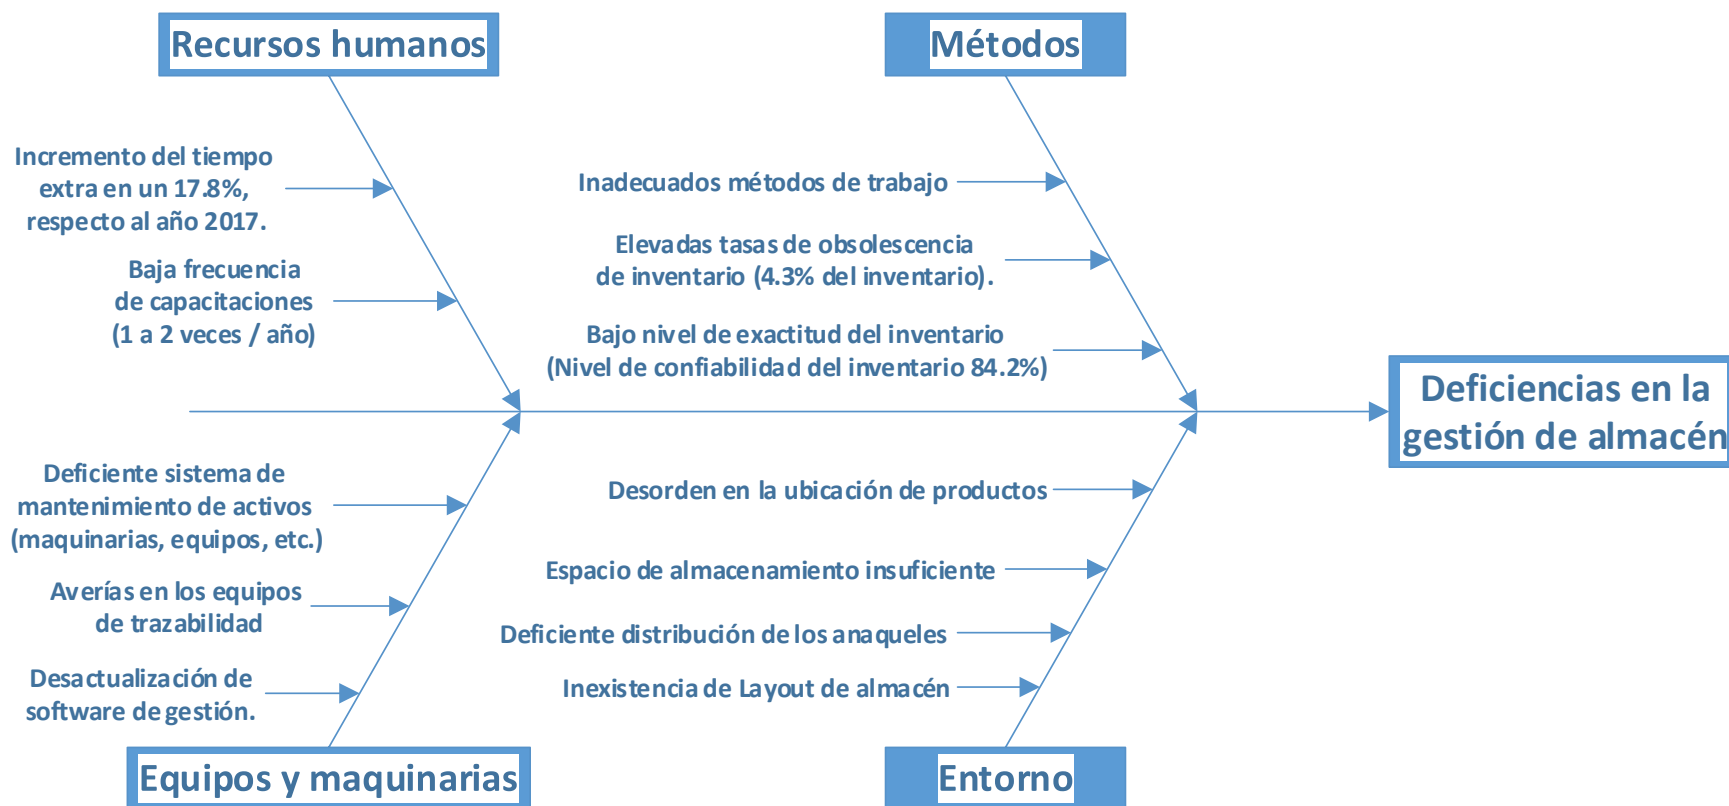 Recursos humanos
Métodos
Incremento del tiempo
extra en un 17.8%,
respecto al año 2017.
Baja frecuencia
de capacitaciones
(1 a 2 veces / año)
Inadecuados métodos de trabajo
Elevadas tasas de obsolescencia
de inventario (4.3% del inventario).
Bajo nivel de exactitud del inventario
(Nivel de confiabilidad del inventario 84.2%)
Deficiencias en la
gestión de almacén
Deficiente sistema de
mantenimiento de activos
(maquinarias, equipos, etc.)
Averías en los equipos
de trazabilidad
Desactualización de
software de gestión.
Desorden en la ubicación de productos
Espacio de almacenamiento insuficiente
Deficiente distribución de los anaqueles
Inexistencia de Layout de almacén
Equipos y maquinarias
Entorno